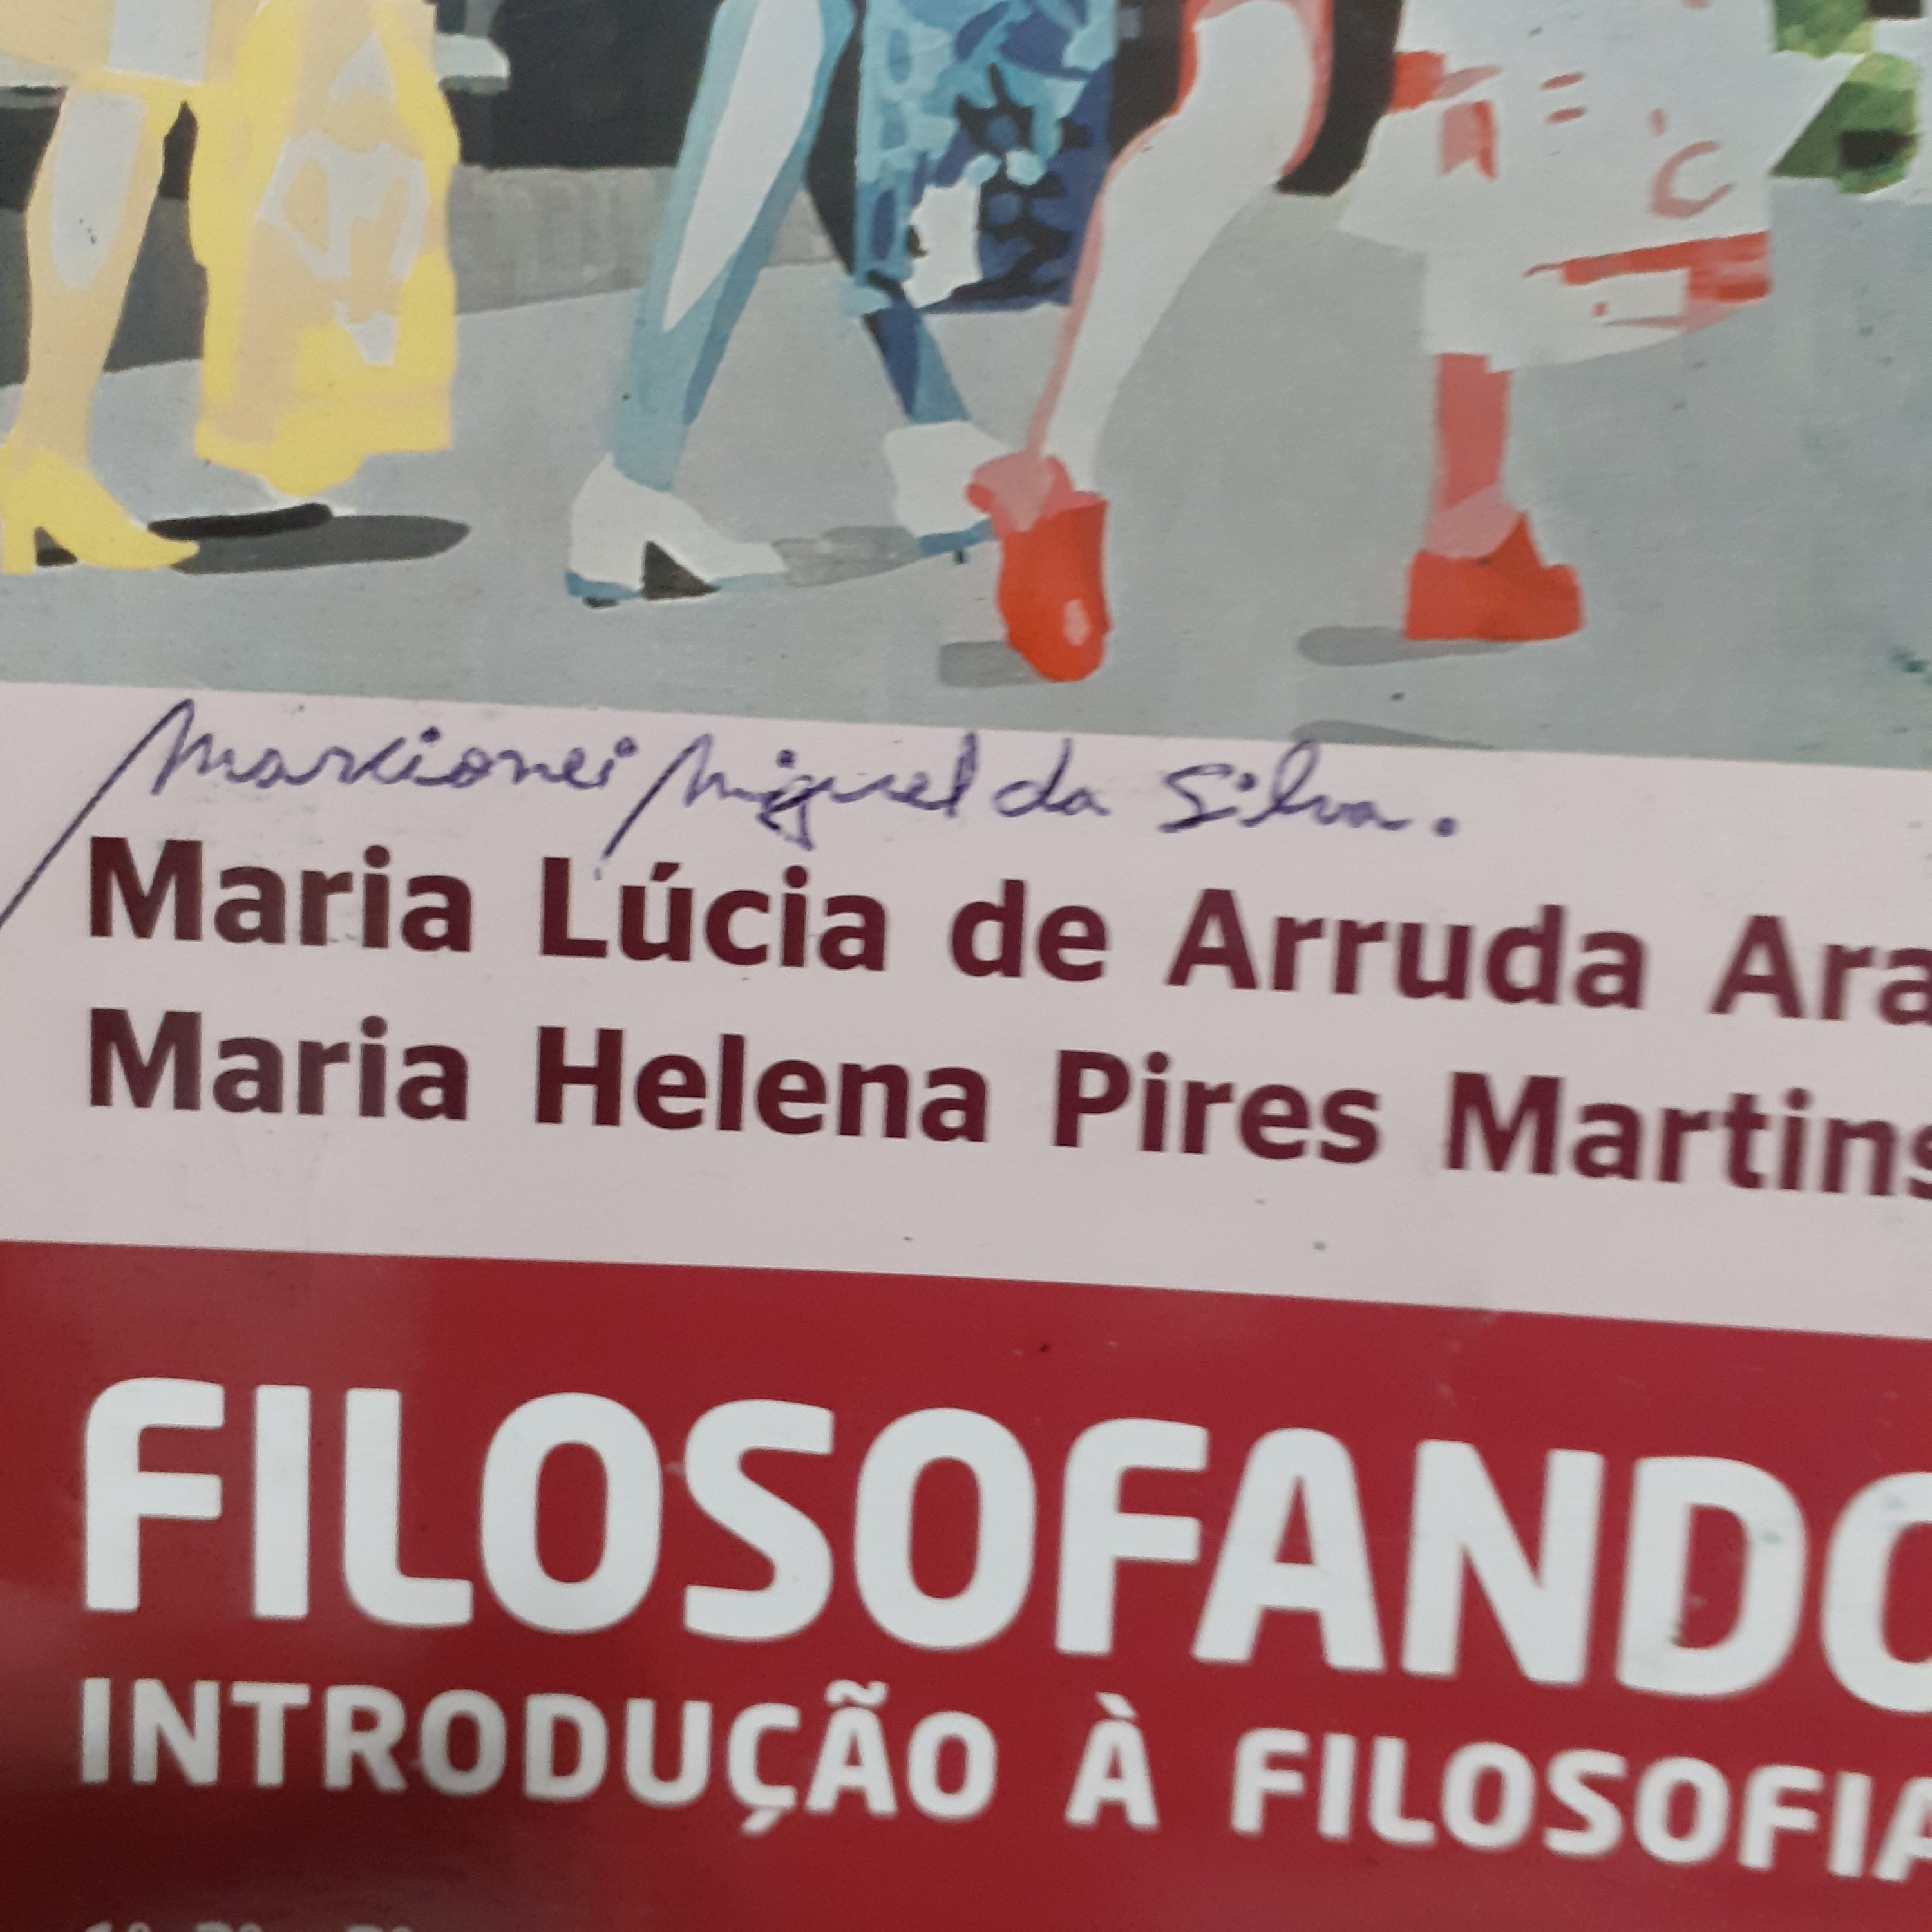 Marcionei Miguel da Silva.
Maria Lúcia de Arruda Ara
Maria Helena Pires Martins
FILOSOFANDO
INTRODUÇÃO À FILOSOFIA